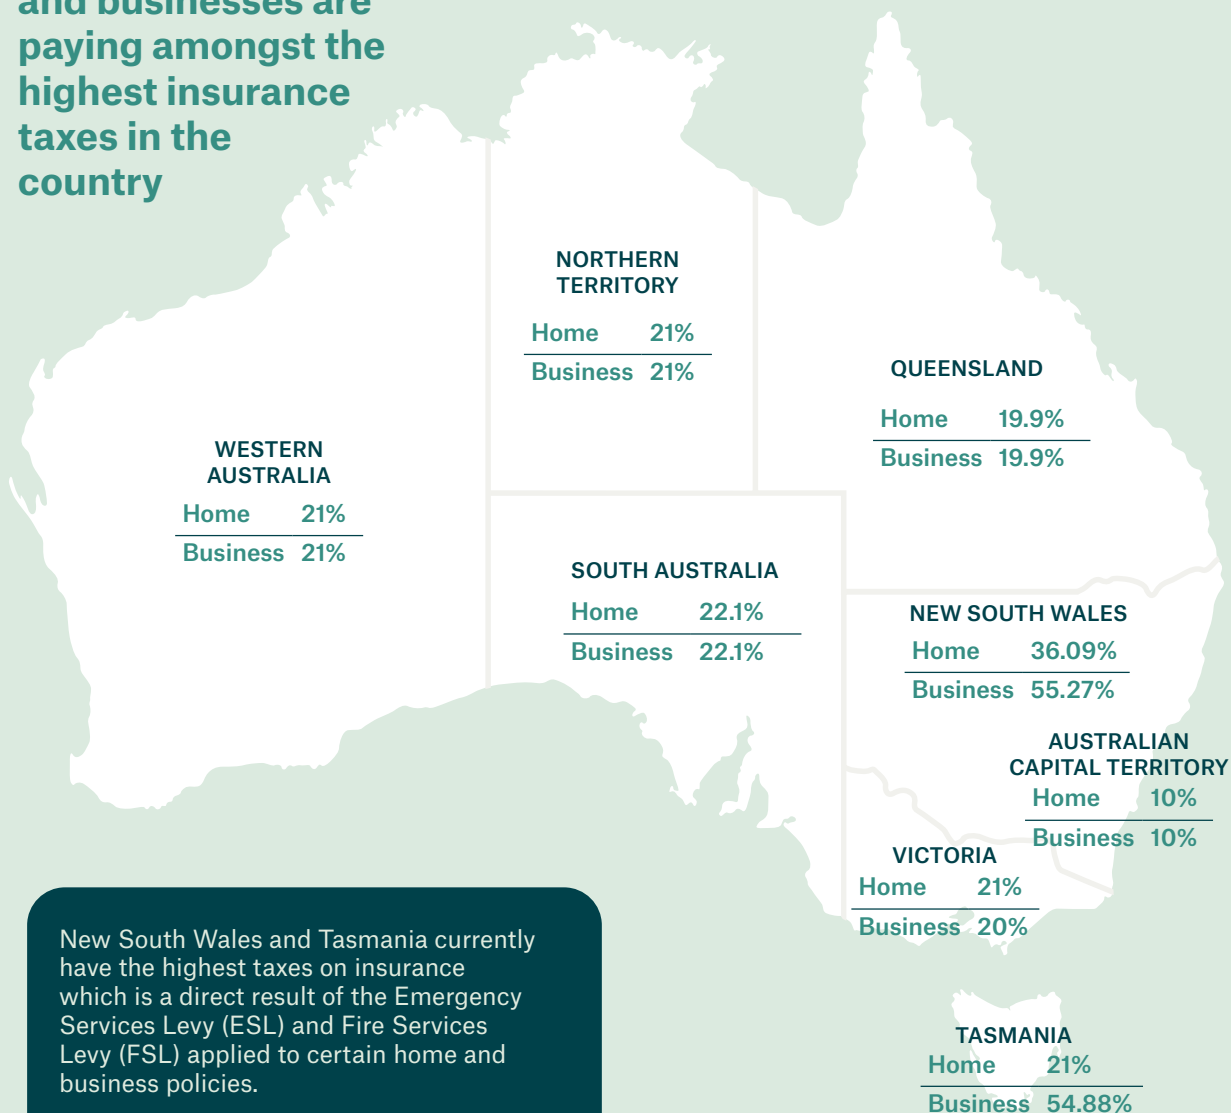 and businesses are
paying amongst the
highest insurance
taxes in the
country
NORTHERN
TERRITORY
Home 21%
Business 21%
QUEENSLAND
Home 19.9%
Business 19.9%
WESTERN
AUSTRALIA
Home 21%
Business 21%
SOUTH AUSTRALIA
Home 22.1%
Business 22.1%
NEW SOUTH WALES
Home 36.09%
Business 55.27%
AUSTRALIAN
CAPITAL TERRITORY
Home 10%
Business 10%
VICTORIA
Home 21%
Business 20%
New South Wales and Tasmania currently
have the highest taxes on insurance
which is a direct result of the Emergency
Services Levy (ESL) and Fire Services
Levy (FSL) applied to certain home and
business policies.
TASMANIA
Home 21%
Business 54.88%